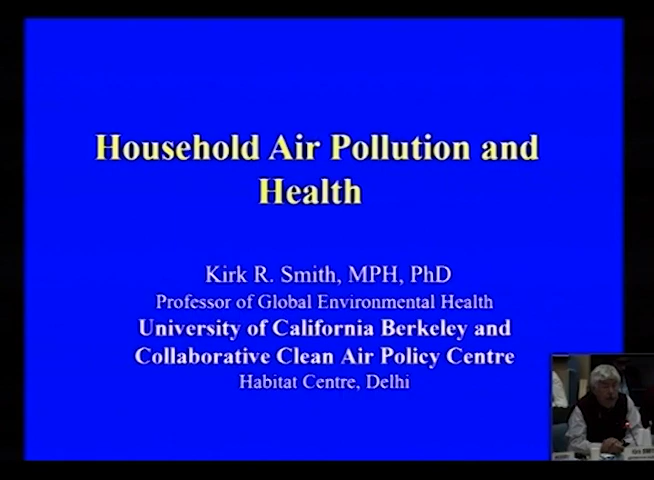 Household Air Pollution and
Health
Kirk R. Smith, MPH, PhD
Professor of Global Environmental Health
University of California Berkeley and
Collaborative Clean Air Policy Centre
Habitat Centre, Delhi